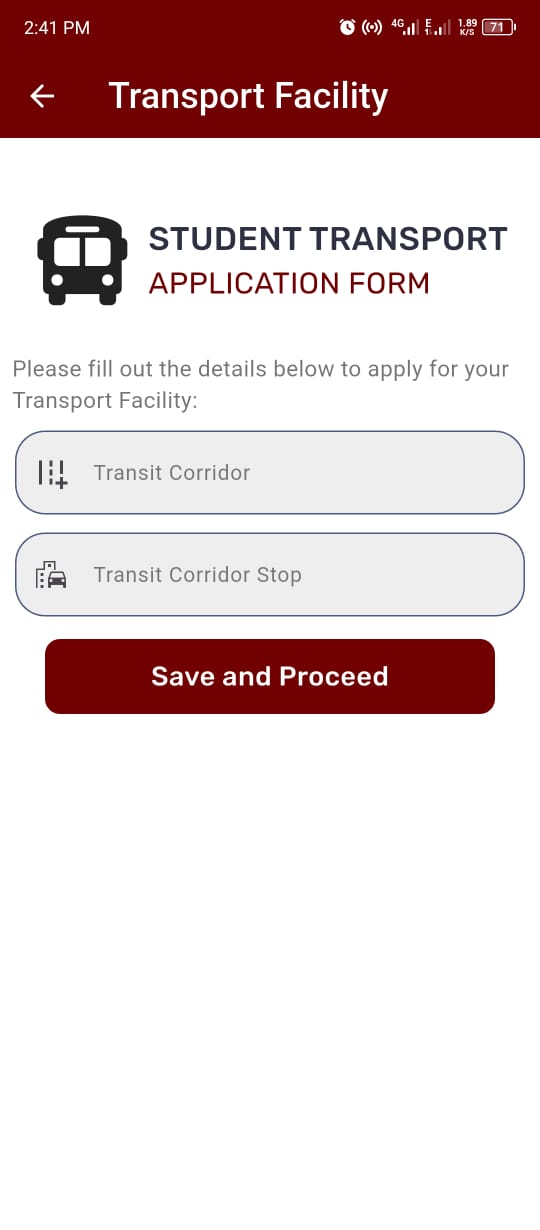 2:41 PM 4G E 1.89 K/S 71
Transport Facility
STUDENT TRANSPORT
APPLICATION FORM
Please fill out the details below to apply for your
Transport Facility:
Transit Corridor
Transit Corridor Stop
Save and Proceed